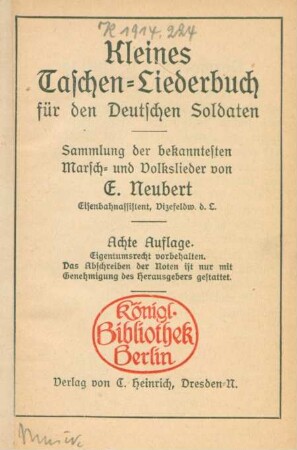 K 1914, 224
Kleines
Taschen-Liederbuch
für den Deutschen Soldaten
Sammlung der bekanntesten
Marsch- und Volkslieder von
E. Neubert
Eisenbahnassistent, Vizefeldw. d. L.
Achte Auflage.
Eigentumsrecht vorbehalten.
Das Abschreiben der Noten ist nur mit
Genehmigung des Herausgebers gestattet.
Königl.
Bibliothek
Berlin
Verlag von C. Heinrich, Dresden-N.
Musik